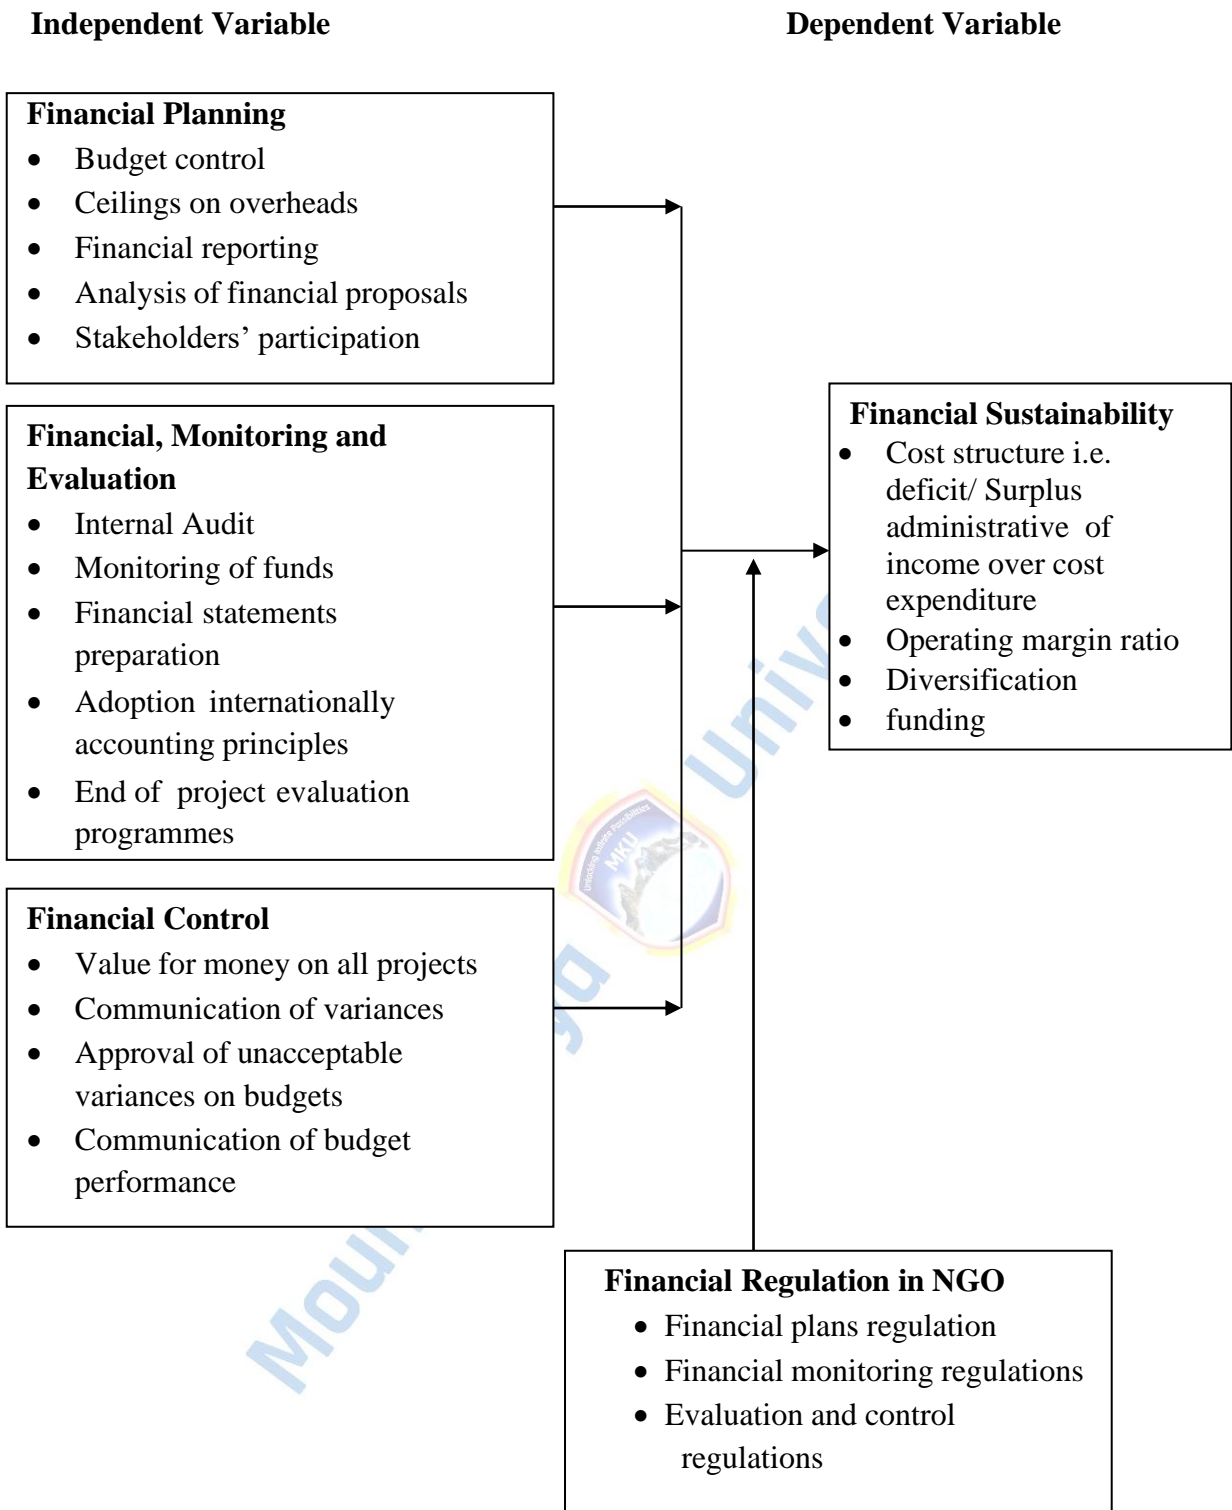 Independent Variable
Dependent Variable
Financial Planning
• Budget control
• Ceilings on overheads
• Financial reporting
• Analysis of financial proposals
• Stakeholders’ participation
Financial, Monitoring and
Evaluation
• Internal Audit
• Monitoring of funds
• Financial statements
preparation
• Adoption internationally
accounting principles
• End of project evaluation
programmes
Financial Control
• Value for money on all projects
• Communication of variances
• Approval of unacceptable
variances on budgets
• Communication of budget
performance
Financial Sustainability
• Cost structure i.e.
deficit/ Surplus
administrative of
income over cost
expenditure
• Operating margin ratio
• Diversification
• funding
Financial Regulation in NGO
• Financial plans regulation
• Financial monitoring regulations
• Evaluation and control
regulations
MKU
Unlocking Infinite Possibilities